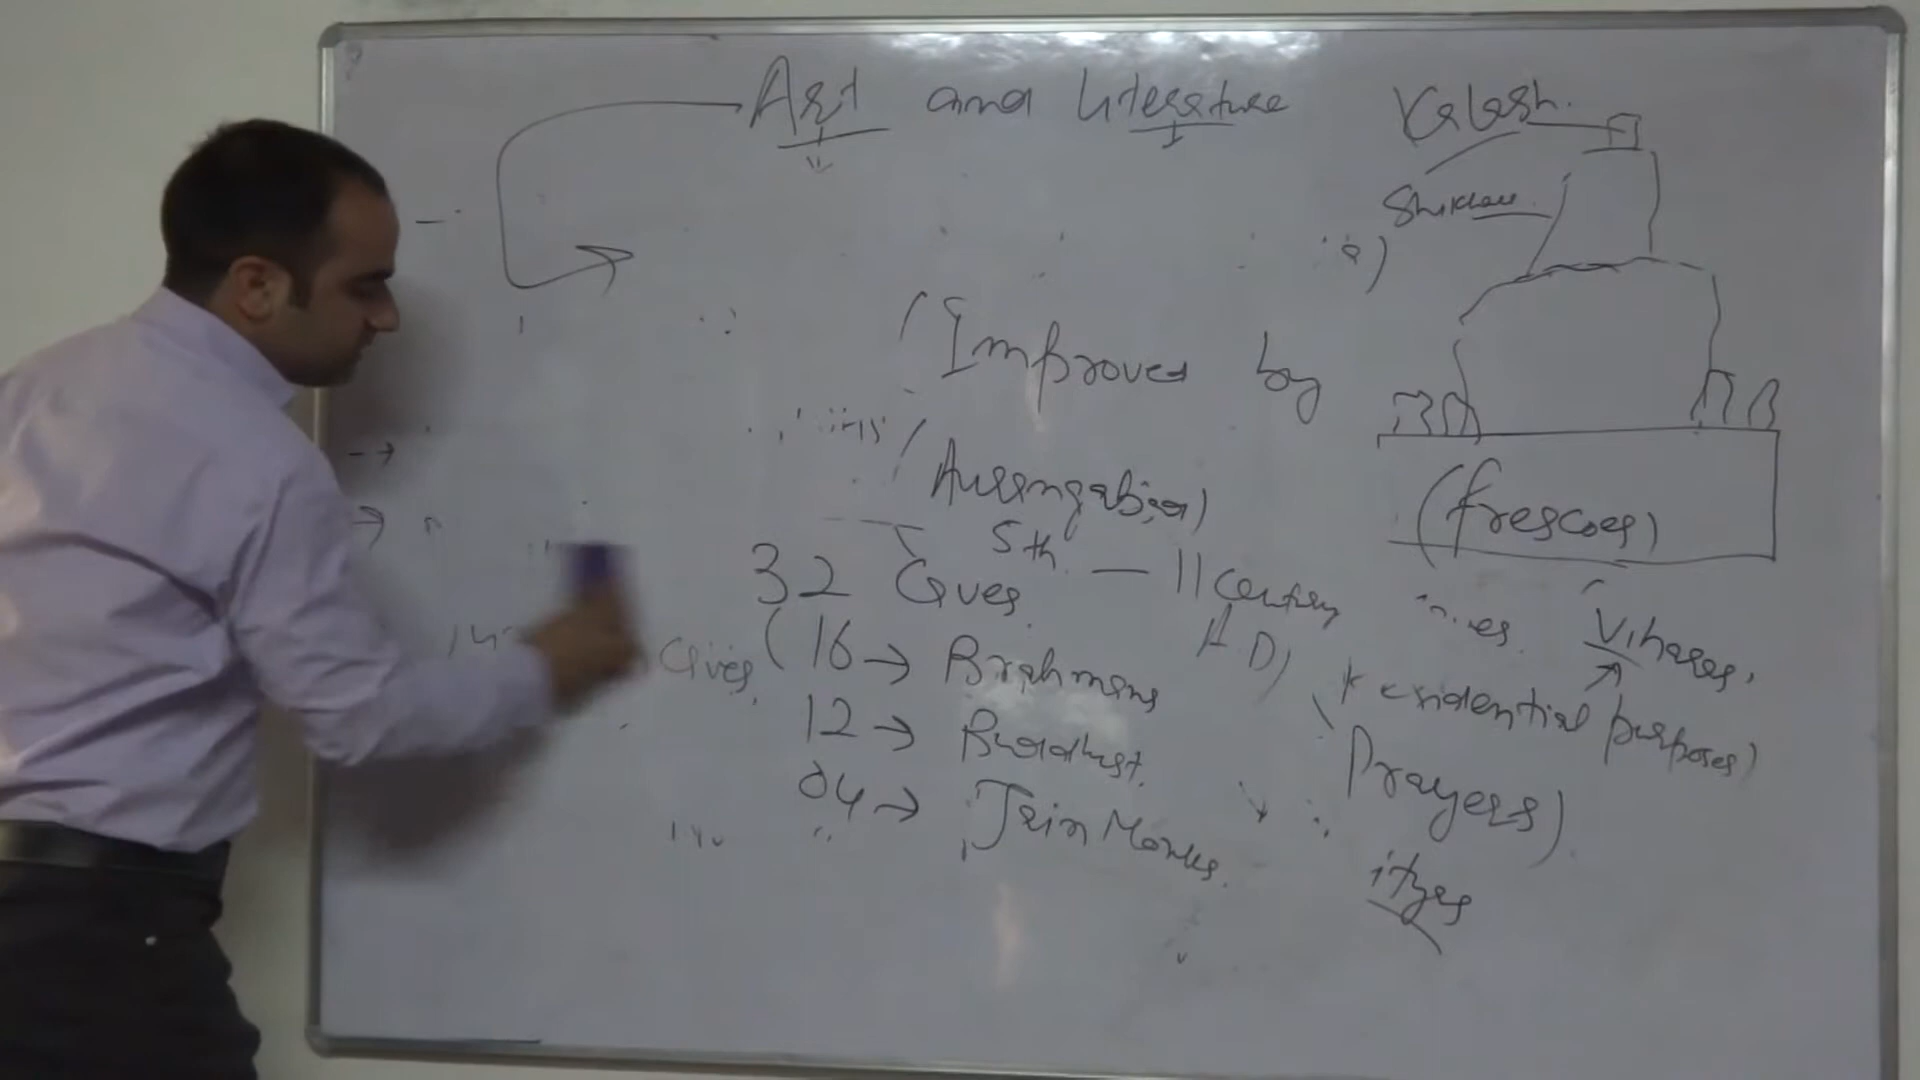 Art and Literature
Kalash.
Shikhar.
a)
Improved by
Aurangabad)
(frescoes)
5th — 11 Century
A.D)
32 Caves.
Viharas,
Caves,
(16 → Brahmans
residential purposes)
12 → Buddhist.
Prayers)
04 → Jain Monks.